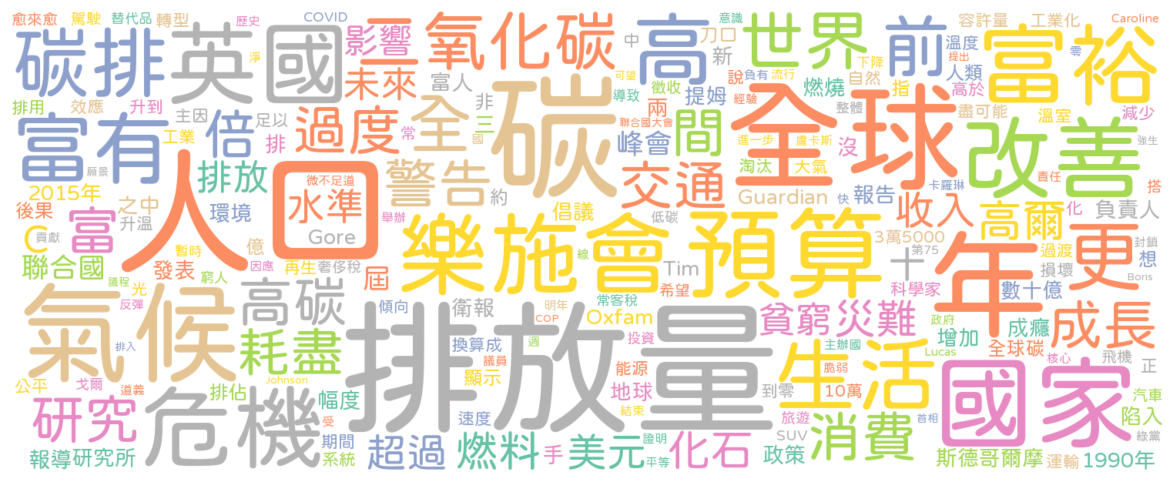 愈來愈 駕駛 替代品 轉型 歷史 COVID 意識 容許量 工業化 Caroline
碳排 英國 淨 影響 二氧化碳 中 高 刀口 新 世界 下降 前 溫度 零 提出 富裕
未來 富人 可望 徵收 負有 流行 說 燃燒 自然 指 人類 高於
排用 效應 升到 主因 足以 非 導致 提姆 經驗 整體 盡可能 溫室 減少
富有 倍 工業 排 過度 常 全 三 國 碳 聯合國大會 兩 峰會 間 進一步 盧卡斯 全球 沒 改善 強生
願景 人口 排放 微不足道 水準 警告 約 交通 淘汰 大氣 卡羅琳 責任 搭
2015年 之中 環境 舉辦 倡議 低碳 Guardian 快 報告 收入 化 負責人
後果 富 升溫 Gore 樂施會 預算 3萬5000 高爾 過渡 封鎖
C 貢獻 億 線 十 第75 年 更 想
聯合國 發表 暫時 因應 再生 奢侈稅 屆 Tim 希望 科學家 損壞 數十億 Boris
氣候 議程 光 窮人 反彈 高碳 傾向 衛報 明年 常客稅 貧窮 災難 政府 增加 成癮 成長
排入 耗盡 排放量 換算成 Oxfam COP 投資 主辦國 Lucas 全球碳 核心 飛機 正
公平 戈爾 道義 Johnson 排佔 顯示 週 議員 能源 地球 到零 脆弱 生活 10萬 國家 汽車
研究 危機 受 幅度 速度 結束 旅遊 首相 陷入
報導 研究所 期間 系統 超過 燃料 手 證明 平等 美元 化石 SUV 政策 消費 斯德哥爾摩 運輸 綠黨 1990年